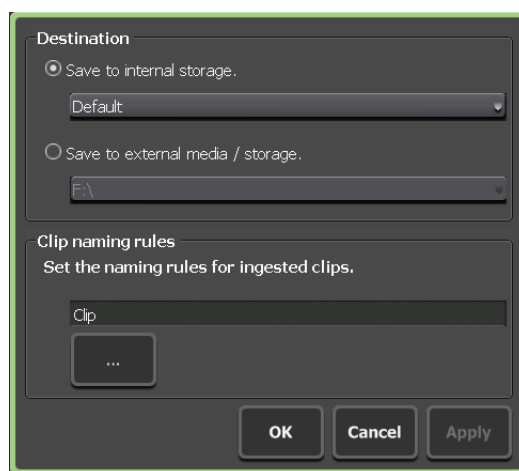 Destination
Save to internal storage.
Default
Save to external media / storage.
F:\
Clip naming rules
Set the naming rules for ingested clips.
Clip
...
OK Cancel Apply